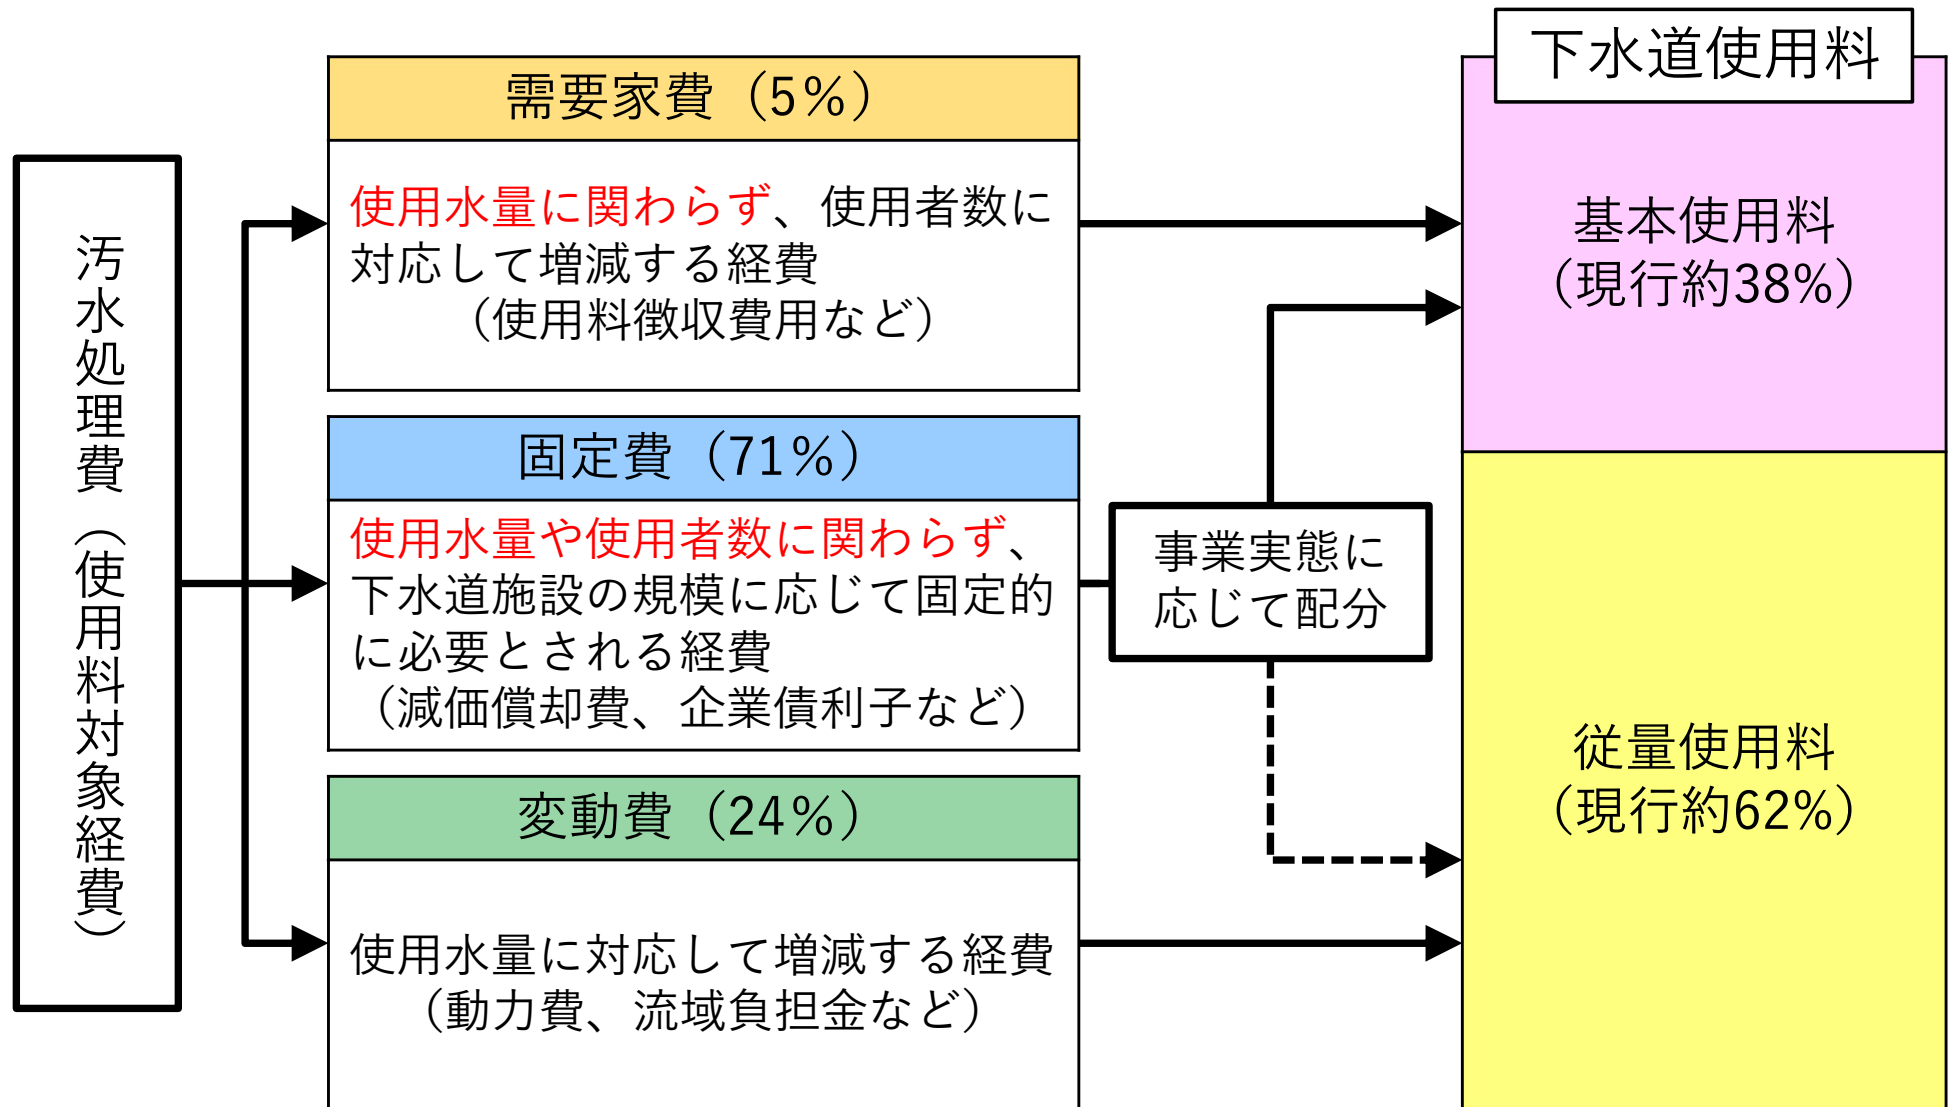 汚水処理費（使用料対象経費）
需要家費（5％）
使用水量に関わらず、使用者数に
対応して増減する経費
（使用料徴収費用など）
固定費（71％）
使用水量や使用者数に関わらず、
下水道施設の規模に応じて固定的
に必要とされる経費
（減価償却費、企業債利子など）
変動費（24％）
使用水量に対応して増減する経費
（動力費、流域負担金など）
事業実態に
応じて配分
下水道使用料
基本使用料
（現行約38%）
従量使用料
（現行約62%）